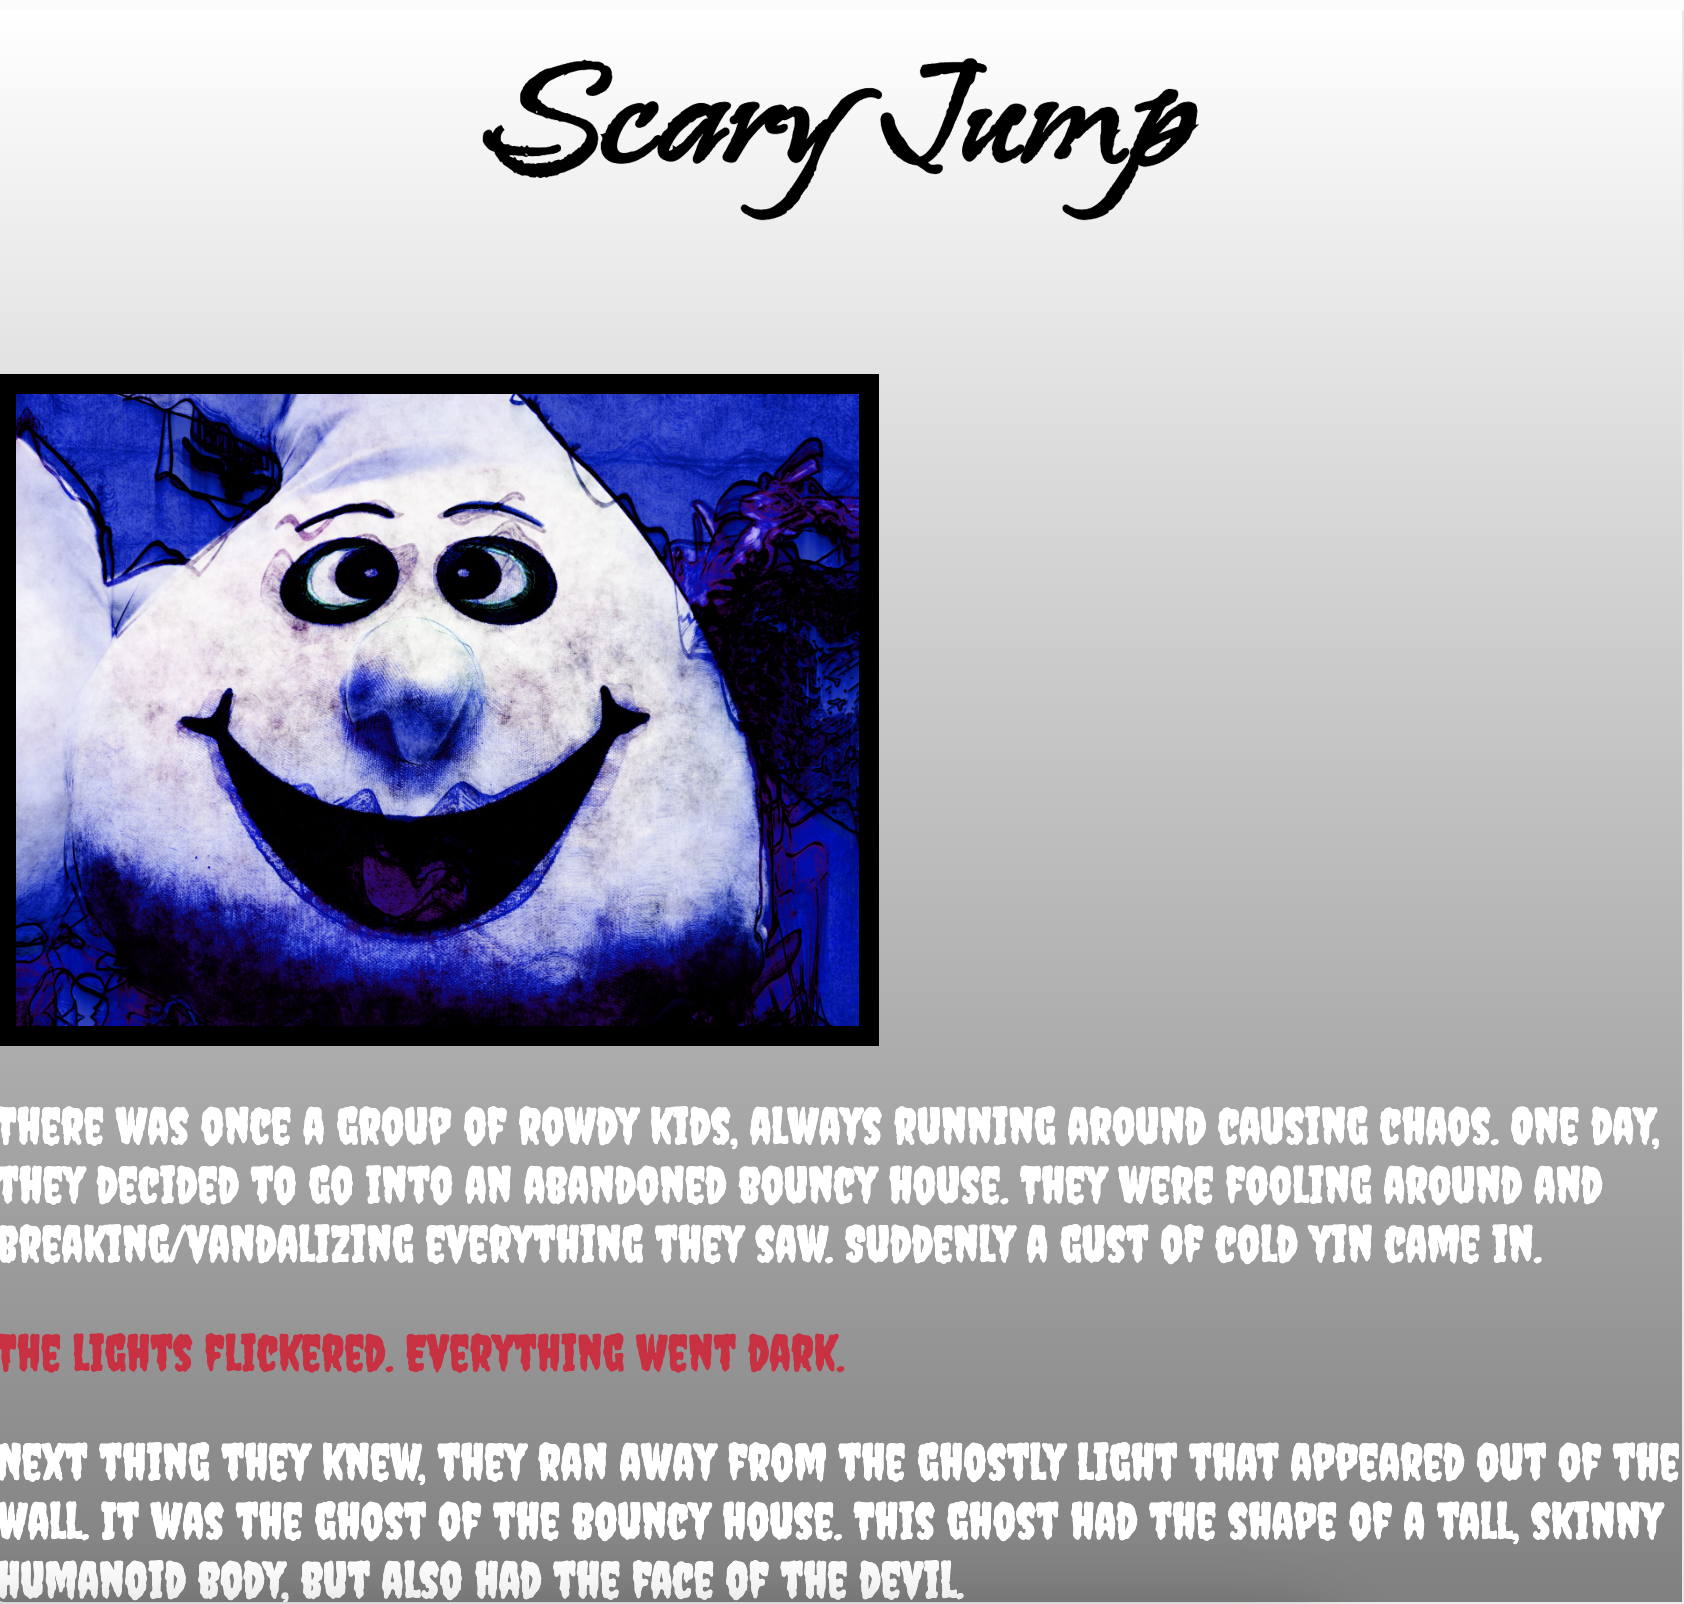 Scary Jump
THERE WAS ONCE A GROUP OF ROWDY KIDS, ALWAYS RUNNING AROUND CAUSING CHAOS. ONE DAY,
THEY DECIDED TO GO INTO AN ABANDONED BOUNCY HOUSE. THEY WERE FOOLING AROUND AND
BREAKING/VANDALIZING EVERYTHING THEY SAW. SUDDENLY A GUST OF COLD YIN CAME IN.
THE LIGHTS FLICKERED. EVERYTHING WENT DARK.
NEXT THING THEY KNEW, THEY RAN AWAY FROM THE GHOSTLY LIGHT THAT APPEARED OUT OF THE
WALL. IT WAS THE GHOST OF THE BOUNCY HOUSE. THIS GHOST HAD THE SHAPE OF A TALL, SKINNY
HUMANOID BODY, BUT ALSO HAD THE FACE OF THE DEVIL.